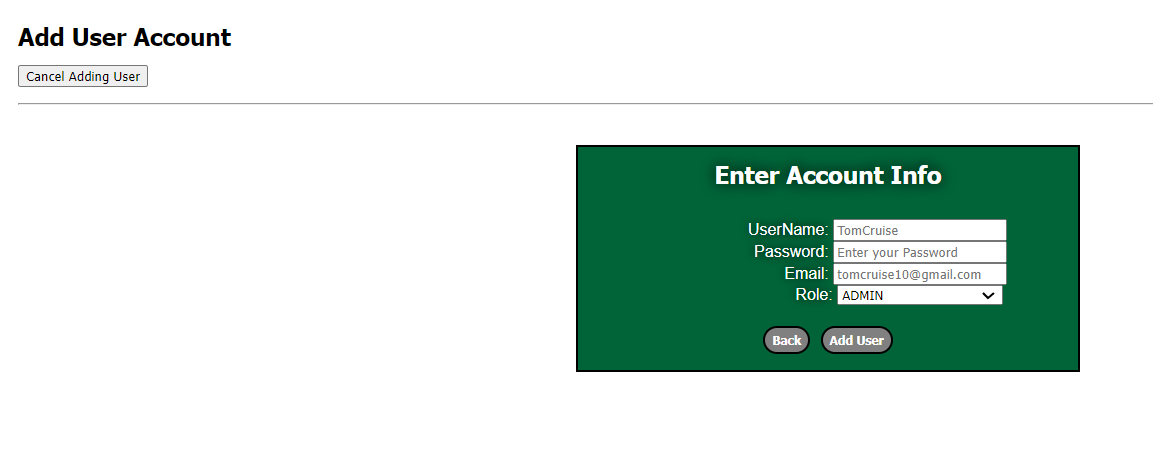 Add User Account
Cancel Adding User
Enter Account Info
UserName: TomCruise
Password: Enter your Password
Email: tomcruise10@gmail.com
Role: ADMIN
Back Add User